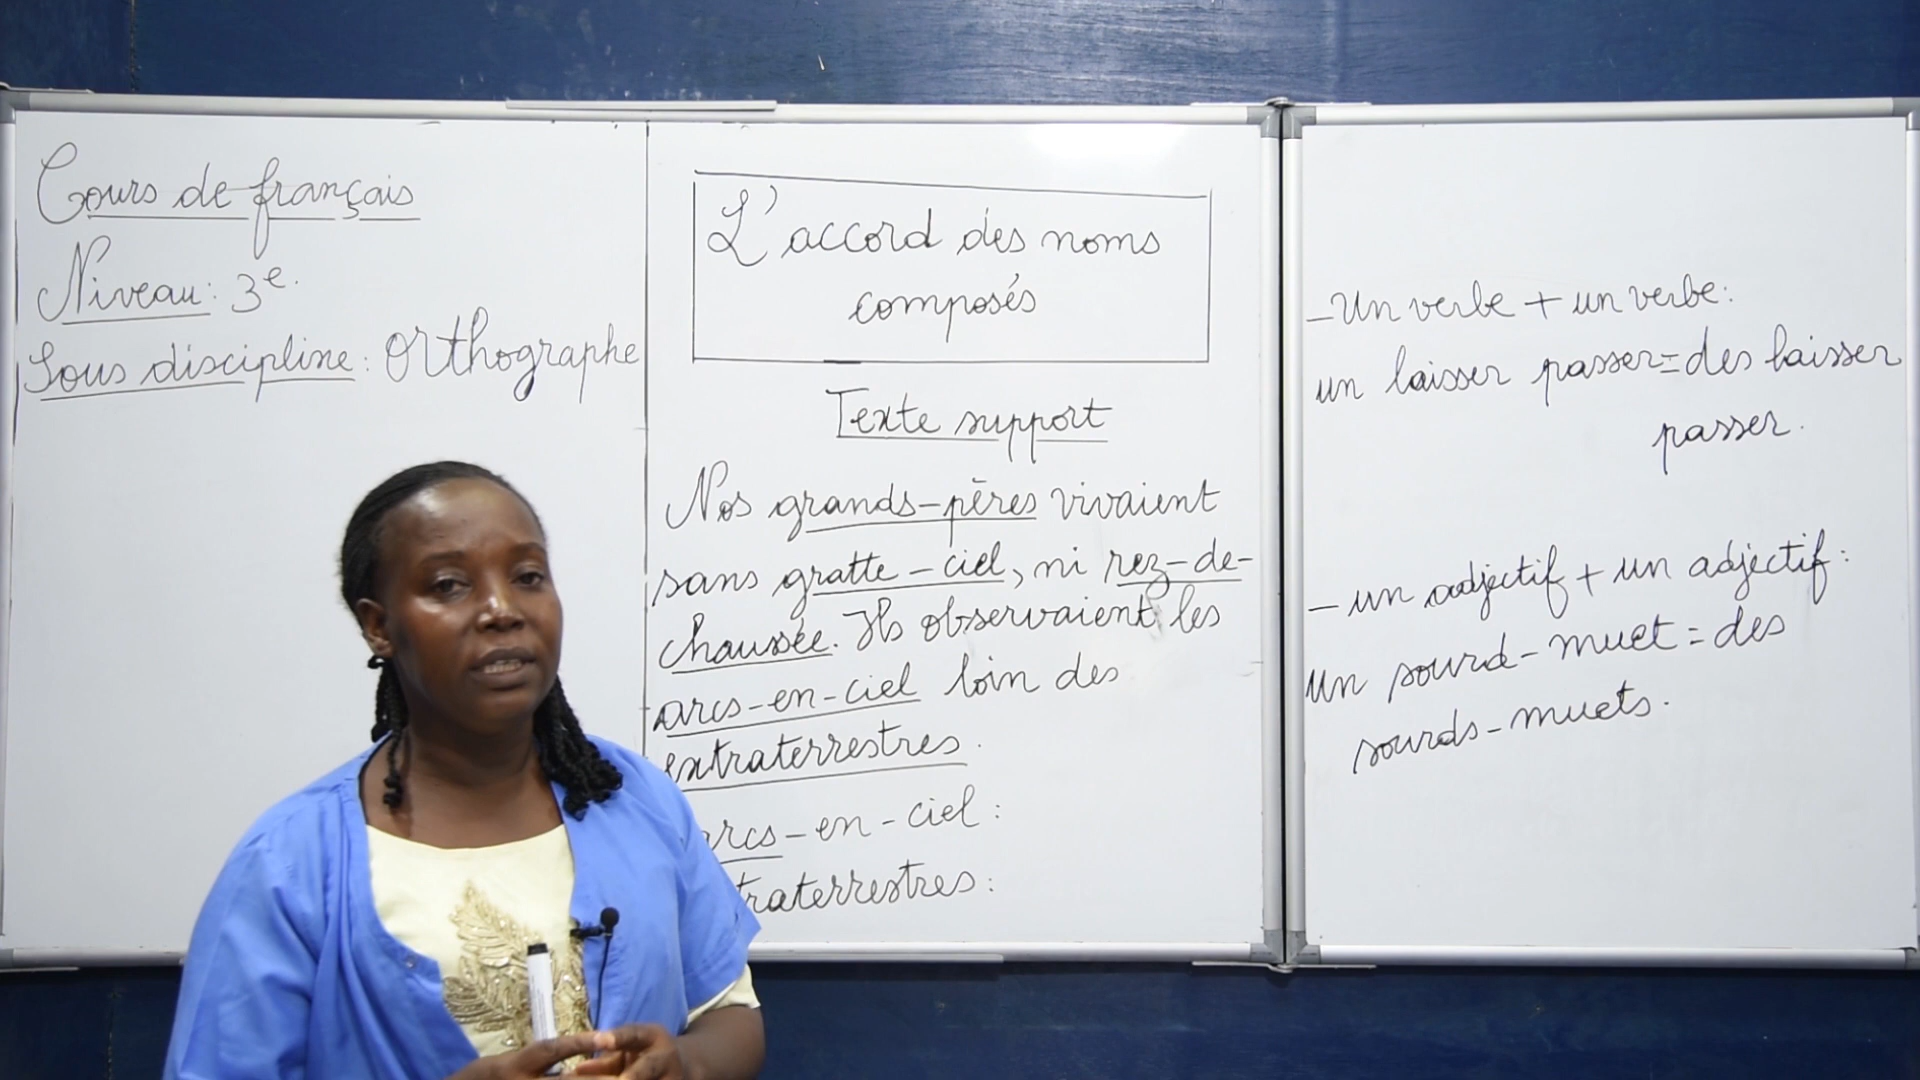 Cours de français
Niveau: 3e.
Sous discipline: Orthographe
L'accord des noms
composés
Texte support
Nos grands-pères vivaient
sans gratte-ciel, ni rez-de-
chaussée. Ils observaient les
arcs-en-ciel loin des
extraterrestres.
arcs-en-ciel:
traterrestres:
-Un verbe + un verbe:
un laisser passer=des laisser
passer.
- un adjectif + un adjectif:
un sourd-muet = des
sourds-muets.